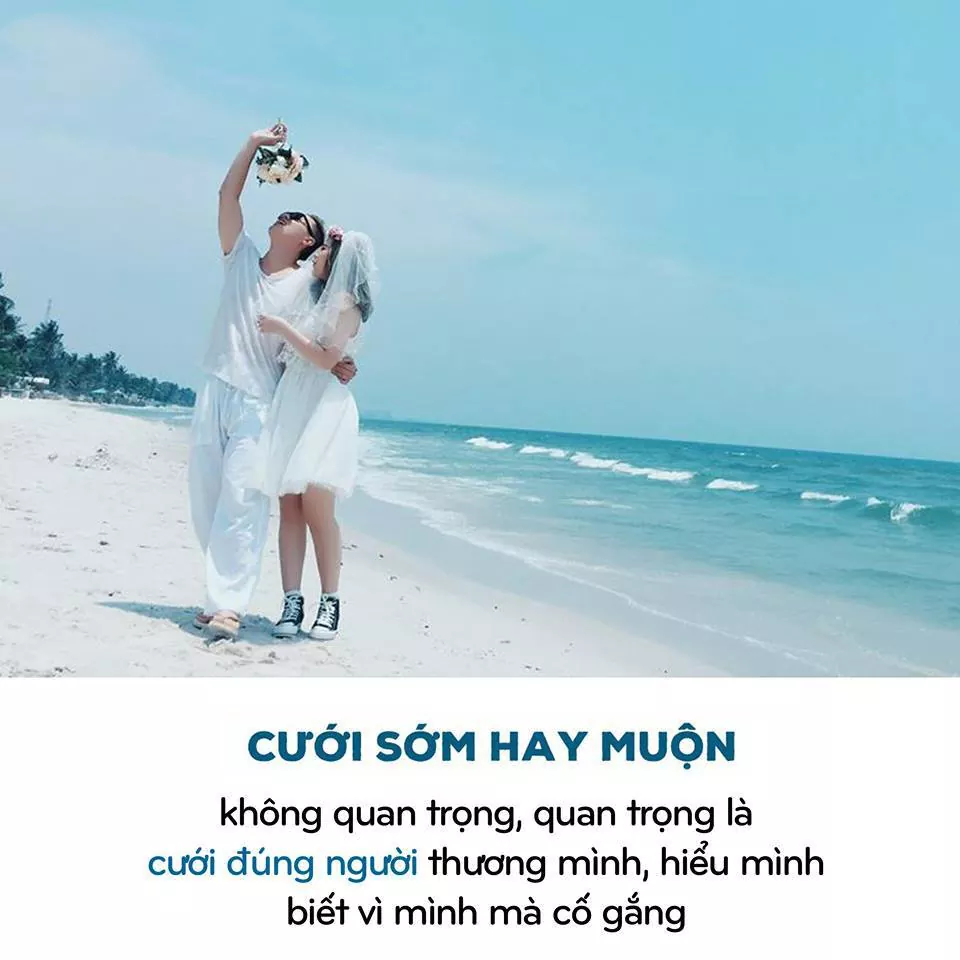 CƯỚI SỚM HAY MUỘN
không quan trọng, quan trọng là
cưới đúng người thương mình, hiểu mình
biết vì mình mà cố gắng